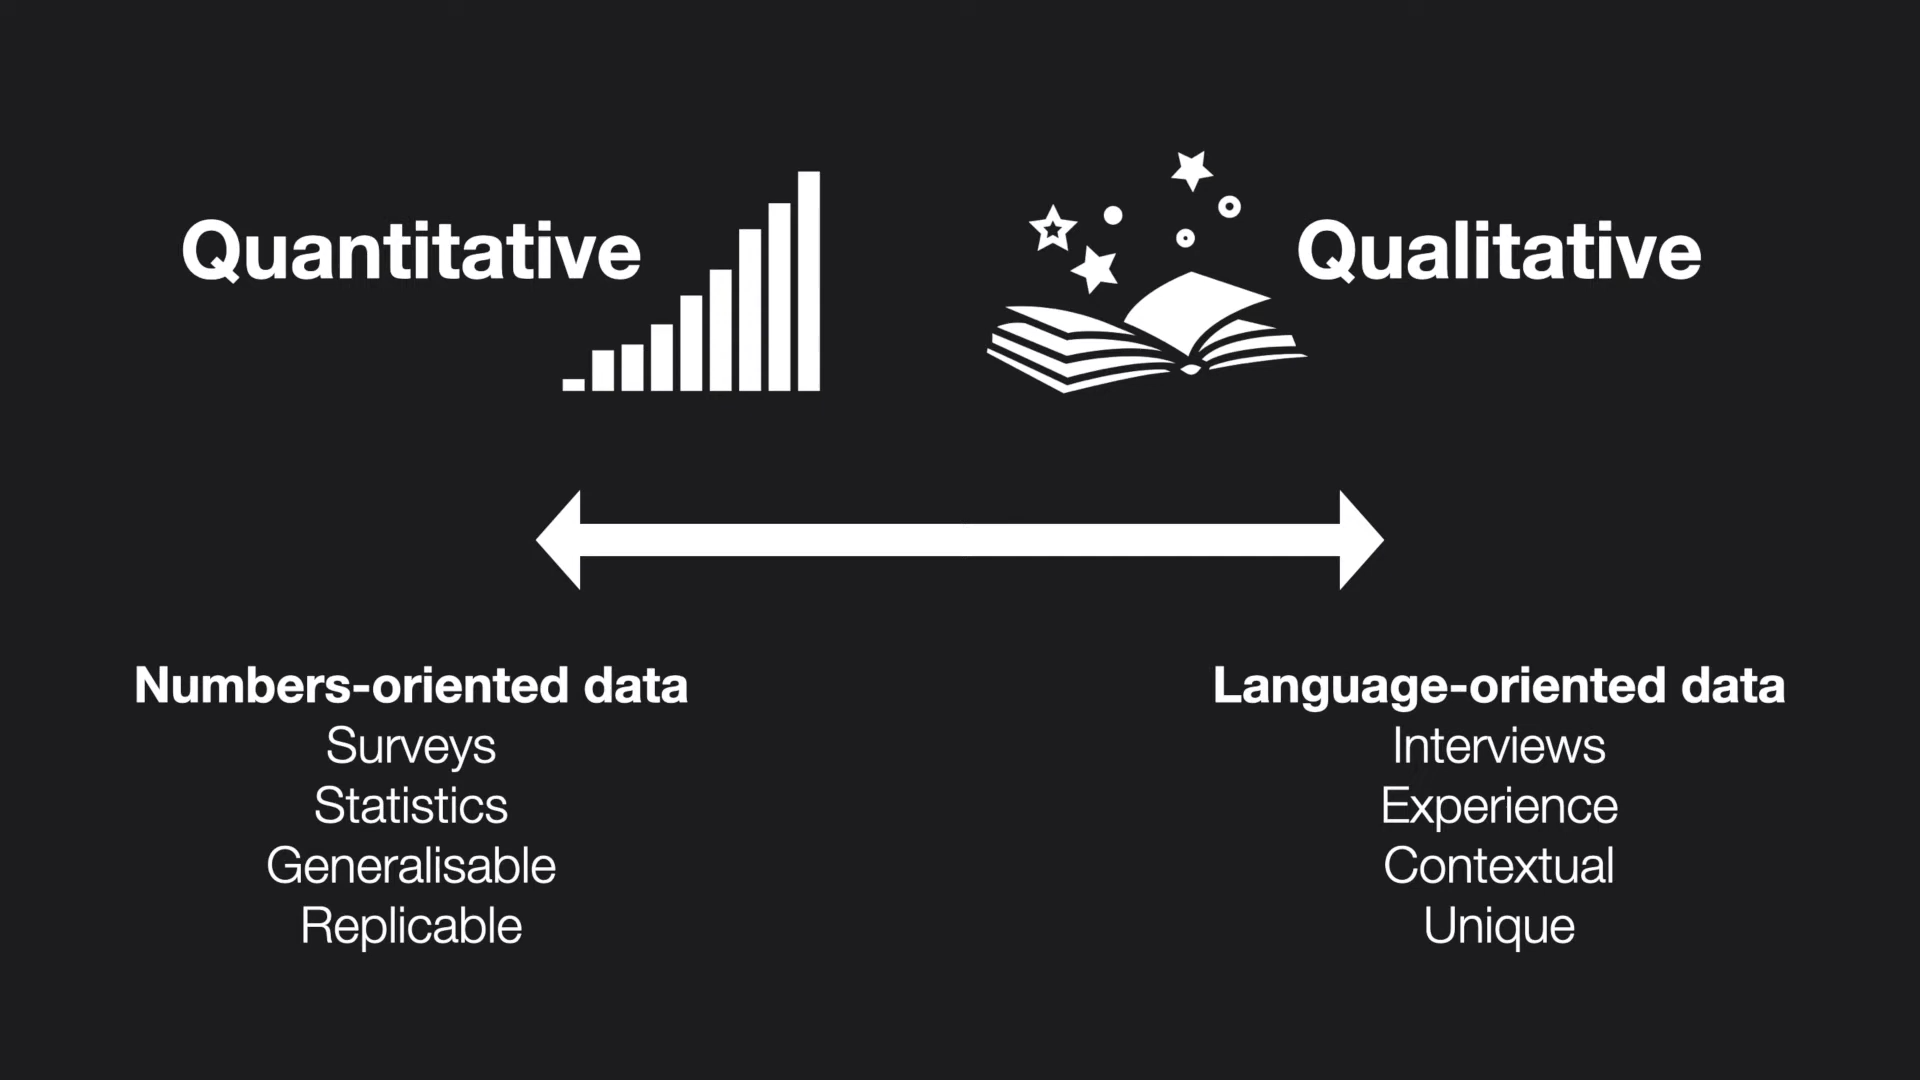 Quantitative
Qualitative
Numbers-oriented data
Surveys
Statistics
Generalisable
Replicable
Language-oriented data
Interviews
Experience
Contextual
Unique